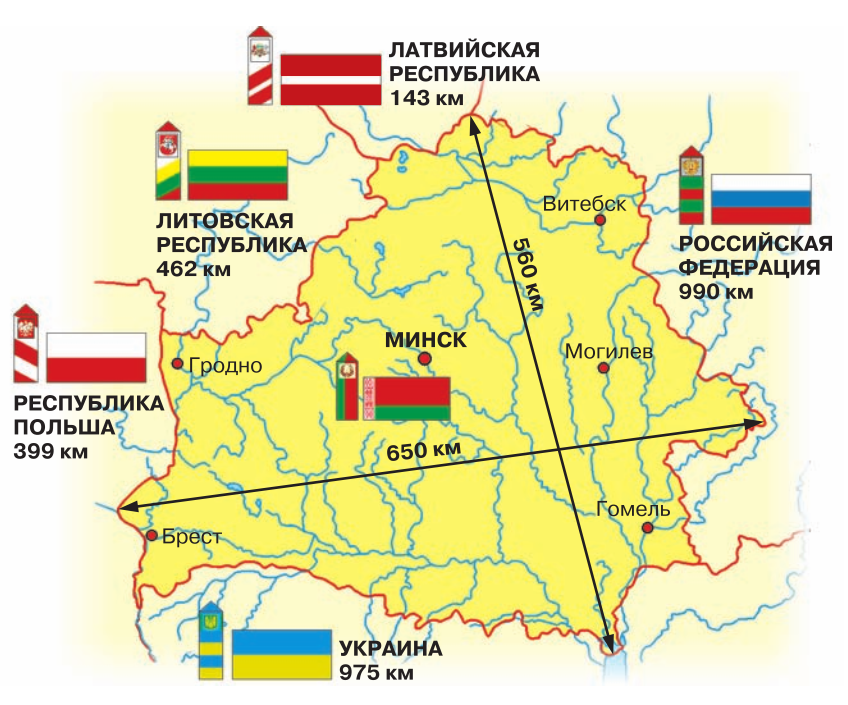 ЛАТВИЙСКАЯ
РЕСПУБЛИКА
143 км
ЛИТОВСКАЯ
РЕСПУБЛИКА
462 км
Витебск
РОССИЙСКАЯ
ФЕДЕРАЦИЯ
990 км
560 км
МИНСК
Могилев
Гродно
РЕСПУБЛИКА
ПОЛЬША
399 км
650 км
Гомель
Брест
УКРАИНА
975 км